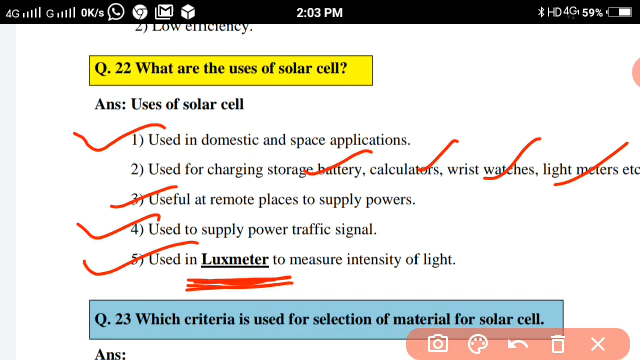 4G G 0K/s 2:03 PM HD 4G 59%
2) Low efficiency.
Q. 22 What are the uses of solar cell?
Ans: Uses of solar cell
1) Used in domestic and space applications.
2) Used for charging storage battery, calculators, wrist watches, light meters etc
3) Useful at remote places to supply powers.
4) Used to supply power traffic signal.
5) Used in Luxmeter to measure intensity of light.
Q. 23 Which criteria is used for selection of material for solar cell.
Ans: